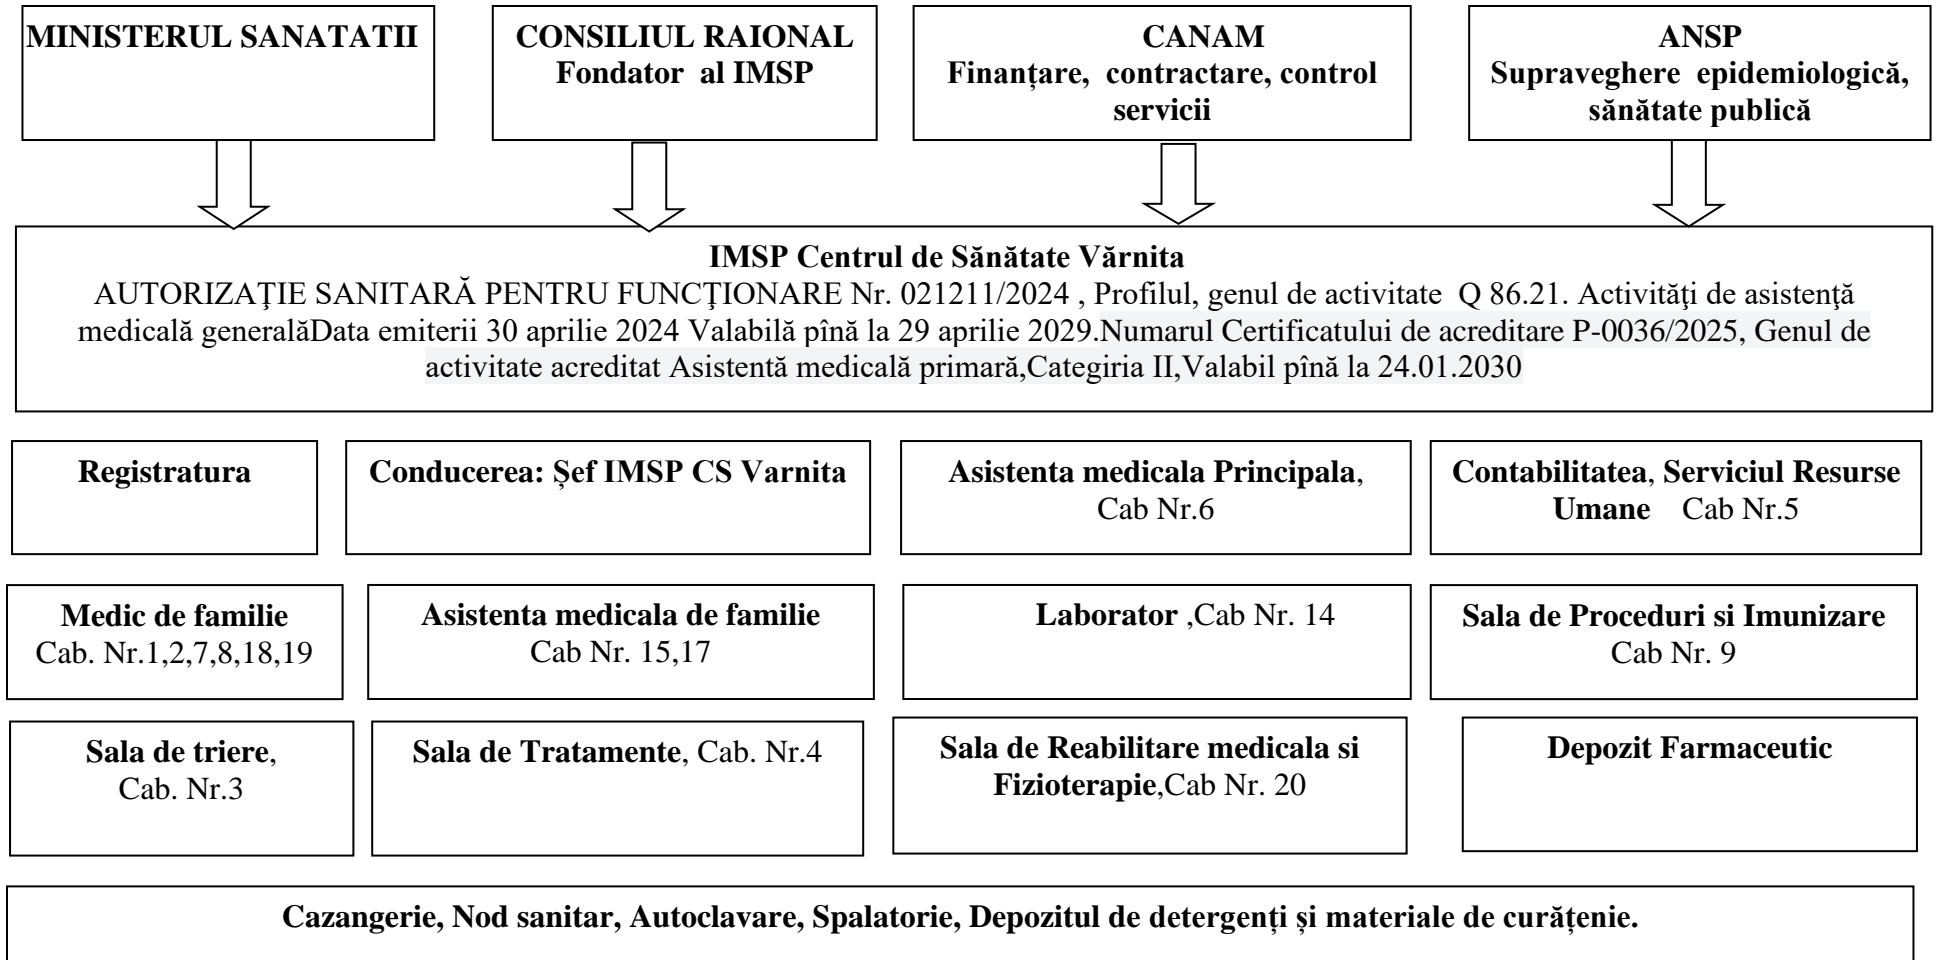 MINISTERUL SANATATII
CONSILIUL RAIONAL
Fondator al IMSP
CANAM
Finanțare, contractare, control
servicii
ANSP
Supraveghere epidemiologică,
sănătate publică
IMSP Centrul de Sănătate Vărnita
AUTORIZAŢIE SANITARĂ PENTRU FUNCŢIONARE Nr. 021211/2024 , Profilul, genul de activitate Q 86.21. Activităţi de asistenţă
medicală generalăData emiterii 30 aprilie 2024 Valabilă pînă la 29 aprilie 2029.Numarul Certificatului de acreditare P-0036/2025, Genul de
activitate acreditat Asistentă medicală primară,Categiria II,Valabil pînă la 24.01.2030
Registratura
Conducerea: Șef IMSP CS Varnita
Asistenta medicala Principala,
Cab Nr.6
Contabilitatea, Serviciul Resurse
Umane Cab Nr.5
Medic de familie
Cab. Nr.1,2,7,8,18,19
Asistenta medicala de familie
Cab Nr. 15,17
Laborator ,Cab Nr. 14
Sala de Proceduri si Imunizare
Cab Nr. 9
Sala de triere,
Cab. Nr.3
Sala de Tratamente, Cab. Nr.4
Sala de Reabilitare medicala si
Fizioterapie,Cab Nr. 20
Depozit Farmaceutic
Cazangerie, Nod sanitar, Autoclavare, Spalatorie, Depozitul de detergenți și materiale de curățenie.